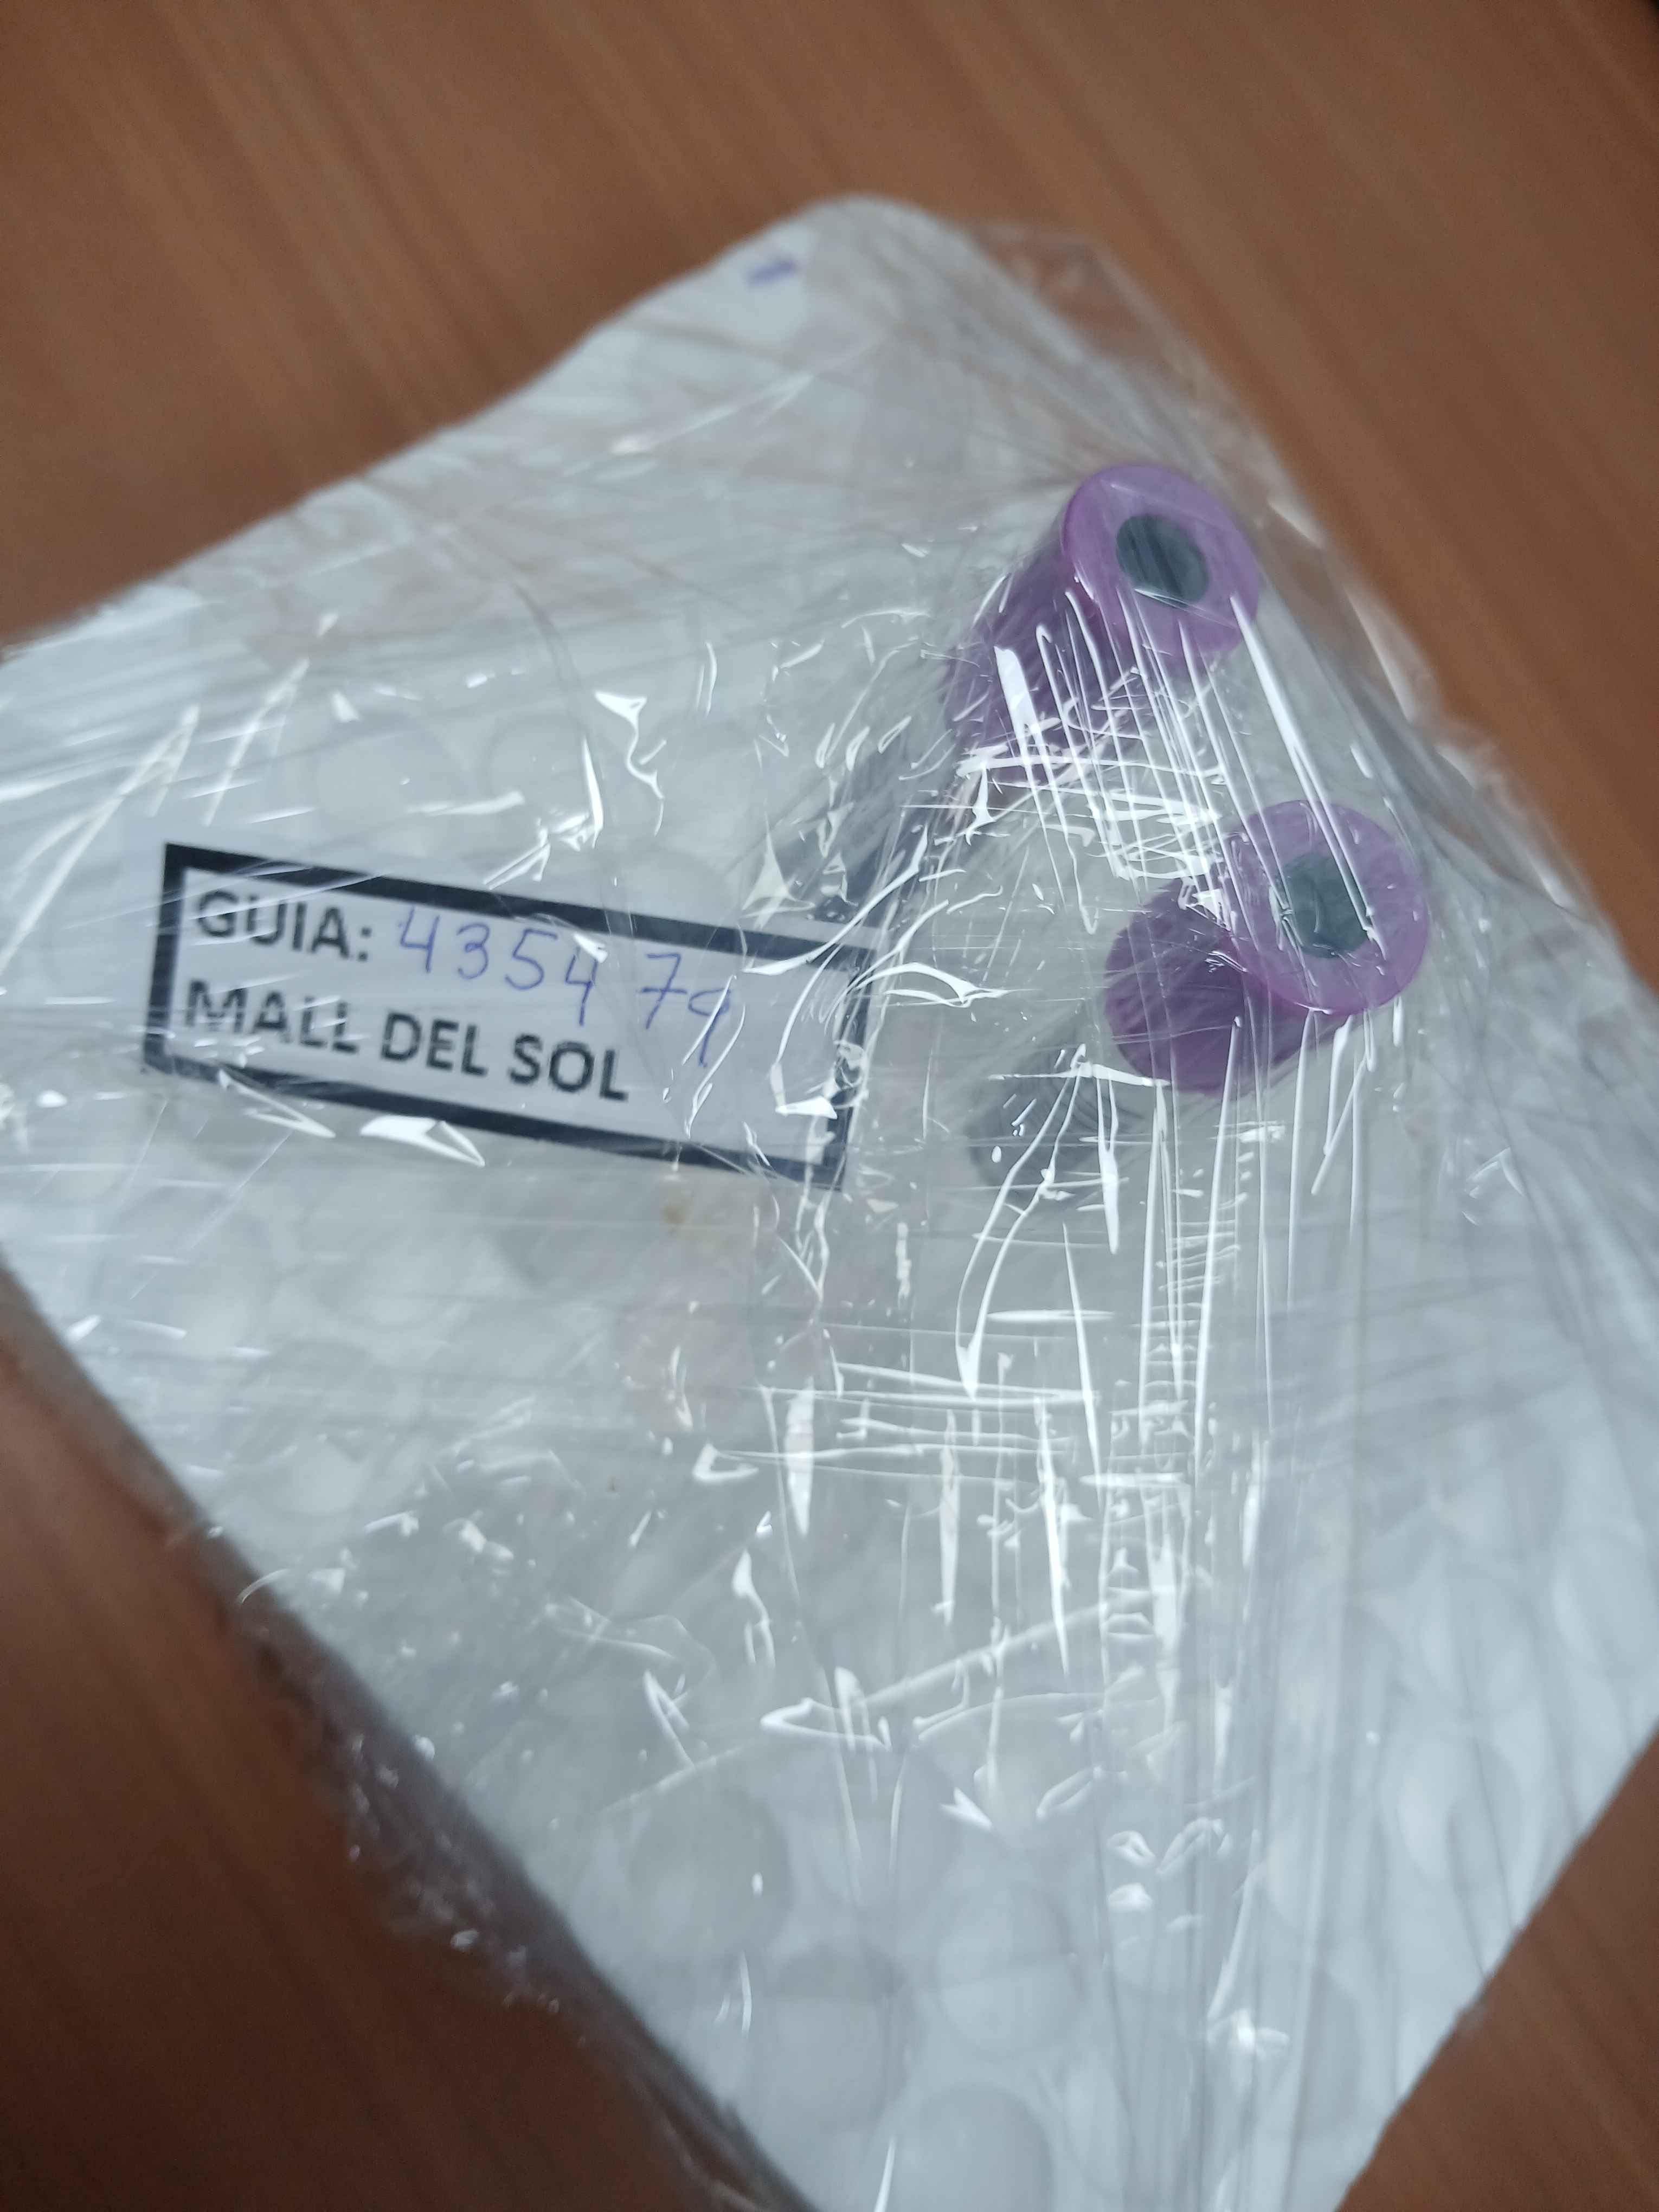 GUIA: 435479
MALL DEL SOL